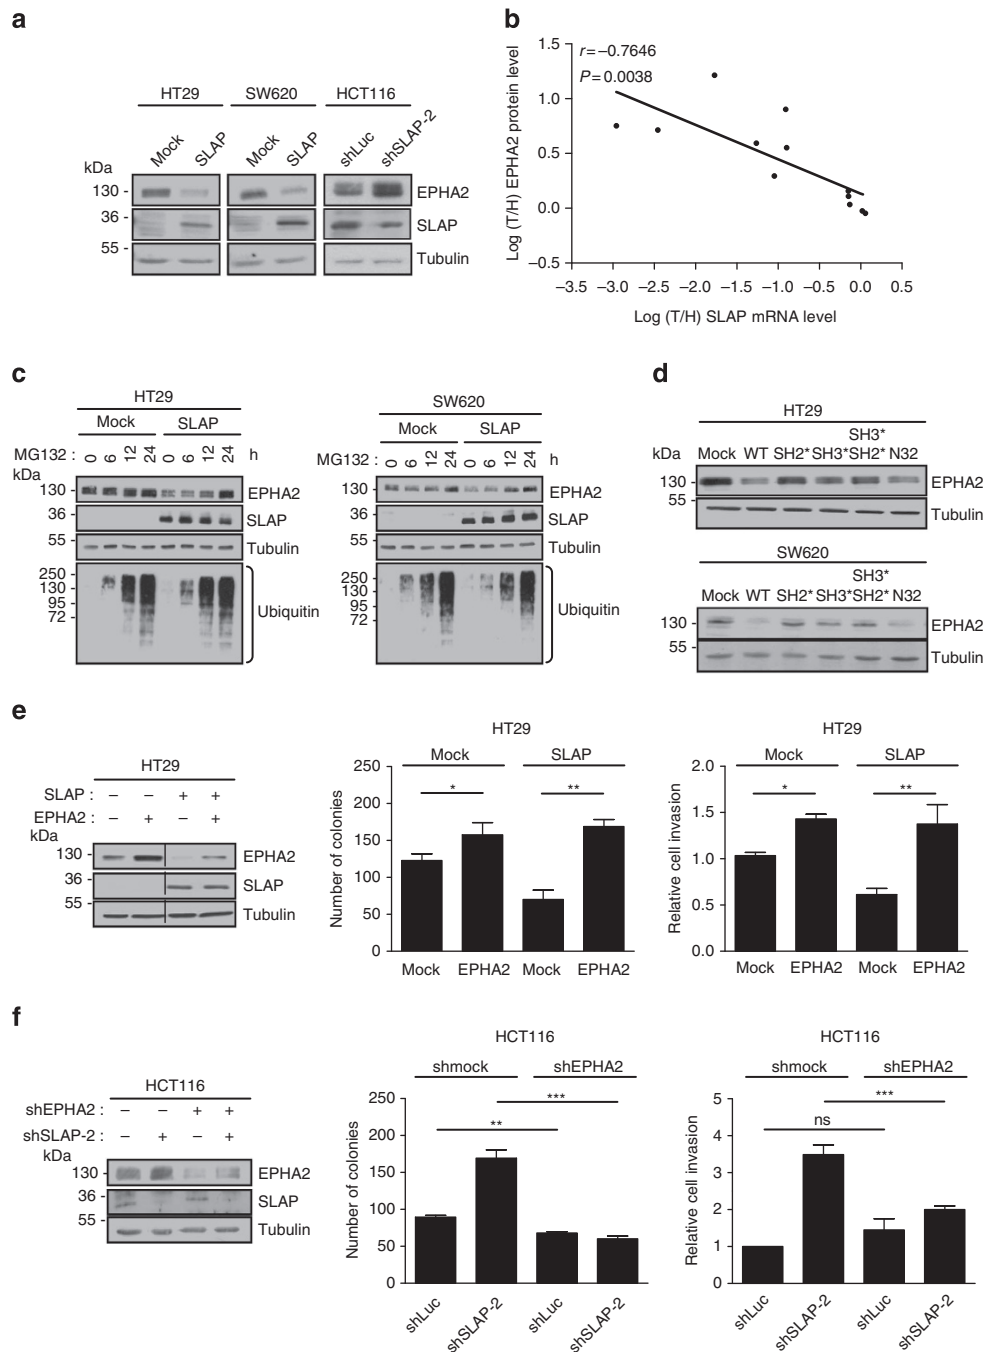 a
HT29 SW620 HCT116
Mock SLAP Mock SLAP shLuc shSLAP-2
kDa
130 - EPHA2
36 - SLAP
55 - Tubulin
b
r=–0.7646
P=0.0038
Log (T/H) EPHA2 protein level
1.5
1.0
0.5
0.0
–0.5
–3.5 –3.0 –2.5 –2.0 –1.5 –1.0 –0.5 0.0 0.5
Log (T/H) SLAP mRNA level
c
HT29
Mock SLAP
MG132 : 0 6 12 24 0 6 12 24 h
kDa
130 - EPHA2
36 - SLAP
55 - Tubulin
250 -
130 -
95 -
72 -
Ubiquitin
SW620
Mock SLAP
MG132 : 0 6 12 24 0 6 12 24 h
130 - EPHA2
36 - SLAP
55 - Tubulin
250 -
130 -
95 -
72 -
Ubiquitin
d
HT29
SH3*
kDa Mock WT SH2* SH3* SH2* N32
130 - EPHA2
55 - Tubulin
SW620
SH3*
Mock WT SH2* SH3* SH2* N32
130 - EPHA2
55 - Tubulin
e
HT29
SLAP : – – + +
EPHA2 : – + – +
kDa
130 - EPHA2
36 - SLAP
55 - Tubulin
HT29
Mock SLAP
* **
Number of colonies
250
200
150
100
50
0
Mock EPHA2 Mock EPHA2
HT29
Mock SLAP
* **
Relative cell invasion
2.0
1.5
1.0
0.5
0.0
Mock EPHA2 Mock EPHA2
f
HCT116
shEPHA2 : – – + +
shSLAP-2 : – + – +
kDa
130 - EPHA2
36 - SLAP
55 - Tubulin
HCT116
shmock shEPHA2
***
**
Number of colonies
250
200
150
100
50
0
shLuc shSLAP-2 shLuc shSLAP-2
HCT116
shmock shEPHA2
***
ns
Relative cell invasion
5
4
3
2
1
0
shLuc shSLAP-2 shLuc shSLAP-2